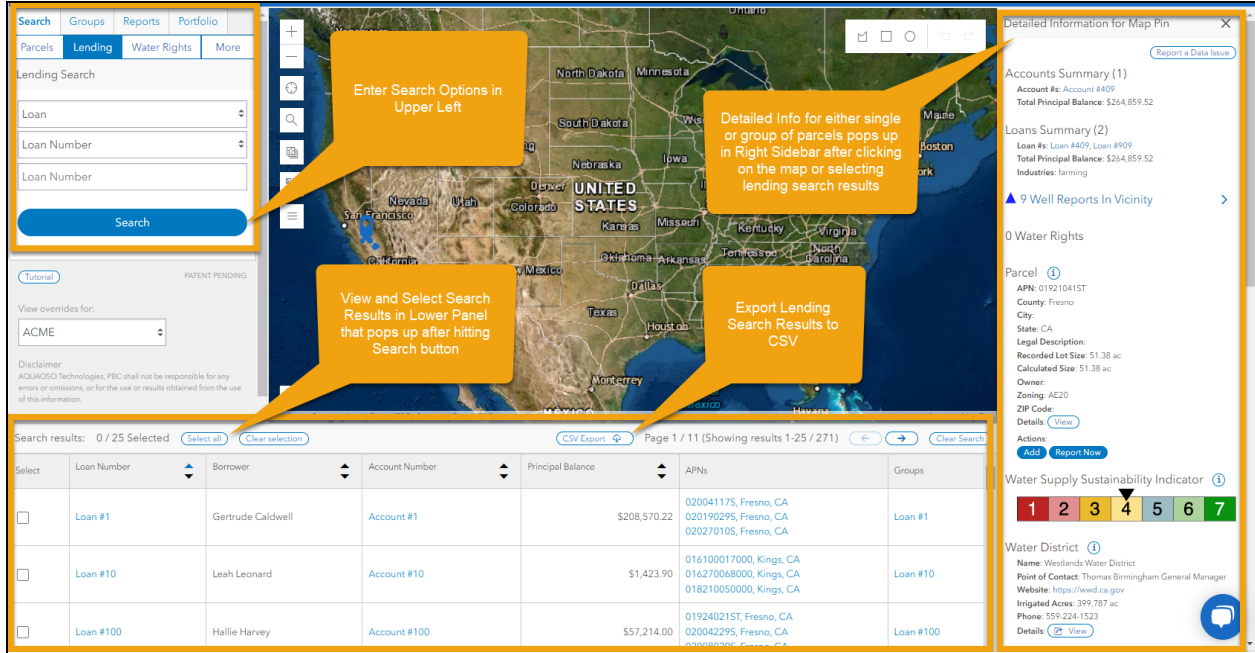 Search Groups Reports Portfolio
Parcels Lending Water Rights More
Lending Search
Loan
Loan Number
Loan Number
Search
Tutorial
PATENT PENDING
View overrides for:
ACME
Disclaimer
AQUAOSO Technologies, PBC shall not be responsible for any
errors or omissions, or for the use or results obtained from the use
of this information.
Enter Search Options in
Upper Left
Detailed Info for either single
or group of parcels pops up
in Right Sidebar after clicking
on the map or selecting
lending search results
View and Select Search
Results in Lower Panel
that pops up after hitting
Search button
Export Lending
Search Results to
CSV
Ontario
North Dakota
Minnesota
South Dakota
Maine
Boston
Nebraska
Iowa
Denver
UNITED
STATES
Nevada
Utah
Colorado
San Francisco
Kansas
Missouri
Kentucky
Virginia
California
Oklahoma
Arkansas
Tennessee
North
Carolina
Mexico
Dallas
Texas
Houston
Monterrey
MÉXICO
Havana
Search results: 0 / 25 Selected Select all Clear selection CSV Export Page 1 / 11 (Showing results 1-25 / 271) Clear Search
Select Loan Number Borrower Account Number Principal Balance APNs Groups
Loan #1 Gertrude Caldwell Account #1 $208,570.22 02004117S, Fresno, CA Loan #1
02019029S, Fresno, CA
02027010S, Fresno, CA
Loan #10 Leah Leonard Account #10 $1,423.90 016100017000, Kings, CA Loan #10
016270068000, Kings, CA
018210050000, Kings, CA
Loan #100 Hallie Harvey Account #100 $57,214.00 01924021ST, Fresno, CA Loan #100
02004229S, Fresno, CA
Detailed Information for Map Pin
Report a Data Issue
Accounts Summary (1)
Account #s: Account #409
Total Principal Balance: $264,859.52
Loans Summary (2)
Loan #s: Loan #409, Loan #909
Total Principal Balance: $264,859.52
Industries: farming
9 Well Reports In Vicinity
0 Water Rights
Parcel
APN: 01921041ST
County: Fresno
City:
State: CA
Legal Description:
Recorded Lot Size: 51.38 ac
Calculated Size: 51.38 ac
Owner:
Zoning: AE20
ZIP Code:
Details: View
Actions:
Add Report Now
Water Supply Sustainability Indicator
1 2 3 4 5 6 7
Water District
Name: Westlands Water District
Point of Contact: Thomas Birmingham General Manager
Website: https://wwd.ca.gov
Irrigated Acres: 399,787 ac
Phone: 559-224-1523
Details: View